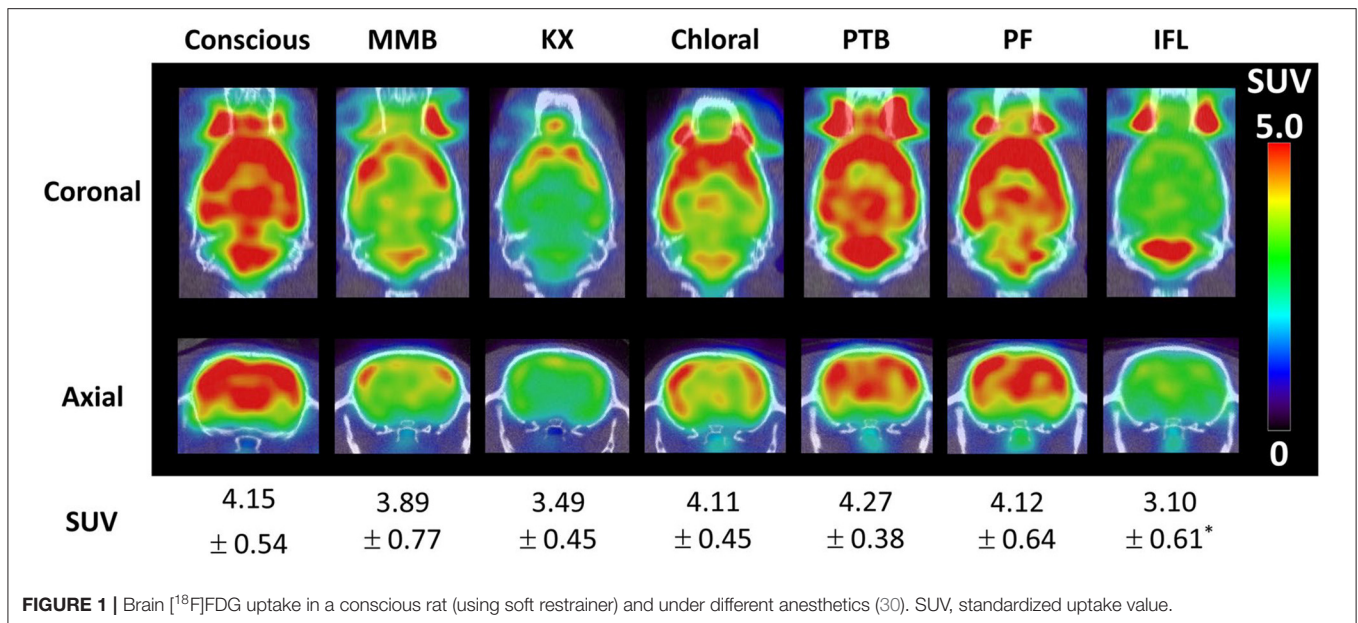 Conscious MMB KX Chloral PTB PF IFL
SUV
5.0
Coronal
Axial
0
SUV
4.15 3.89 3.49 4.11 4.27 4.12 3.10
± 0.54 ± 0.77 ± 0.45 ± 0.45 ± 0.38 ± 0.64 ± 0.61*
FIGURE 1 | Brain [18F]FDG uptake in a conscious rat (using soft restrainer) and under different anesthetics (30). SUV, standardized uptake value.